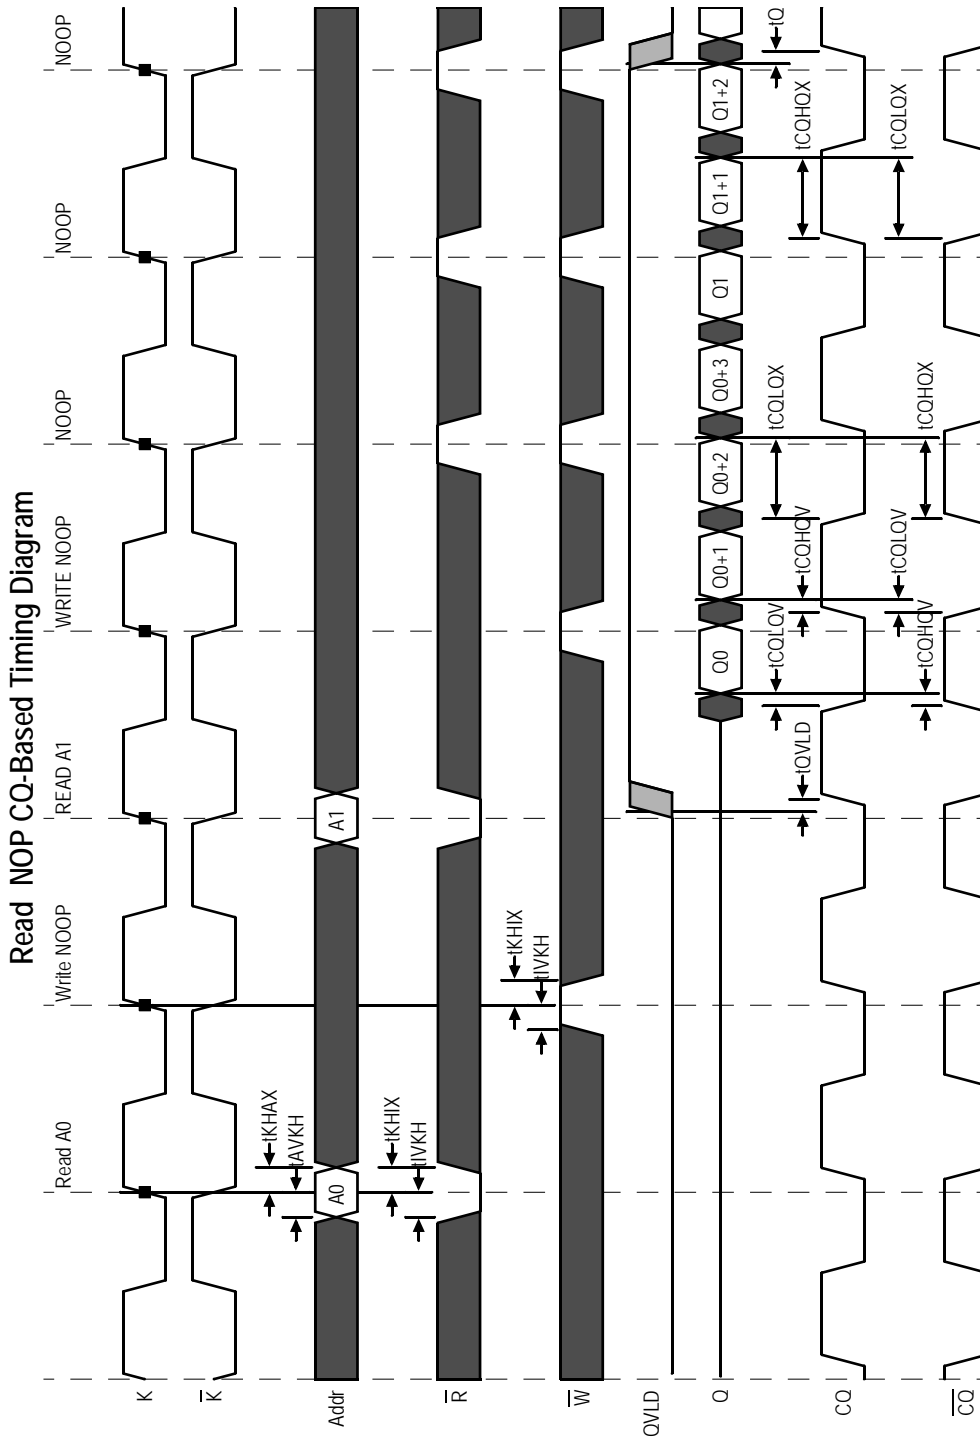 Read NOP CQ-Based Timing Diagram
Read A0
Write NOOP
READ A1
WRITE NOOP
NOOP
NOOP
NOOP
K
K
tKHAX
tAVKH
Addr
A0
A1
tKHIX
tIVKH
R
tKHIX
tIVKH
W
QVLD
Q
Q0
Q0+1
Q0+2
Q0+3
Q1
Q1+1
Q1+2
tQVLD
tCQLQV
tCQHQV
tCQLQX
tCQHQX
tQ
CQ
tCQHQV
tCQLQV
tCQHQX
tCQLQX
CQ